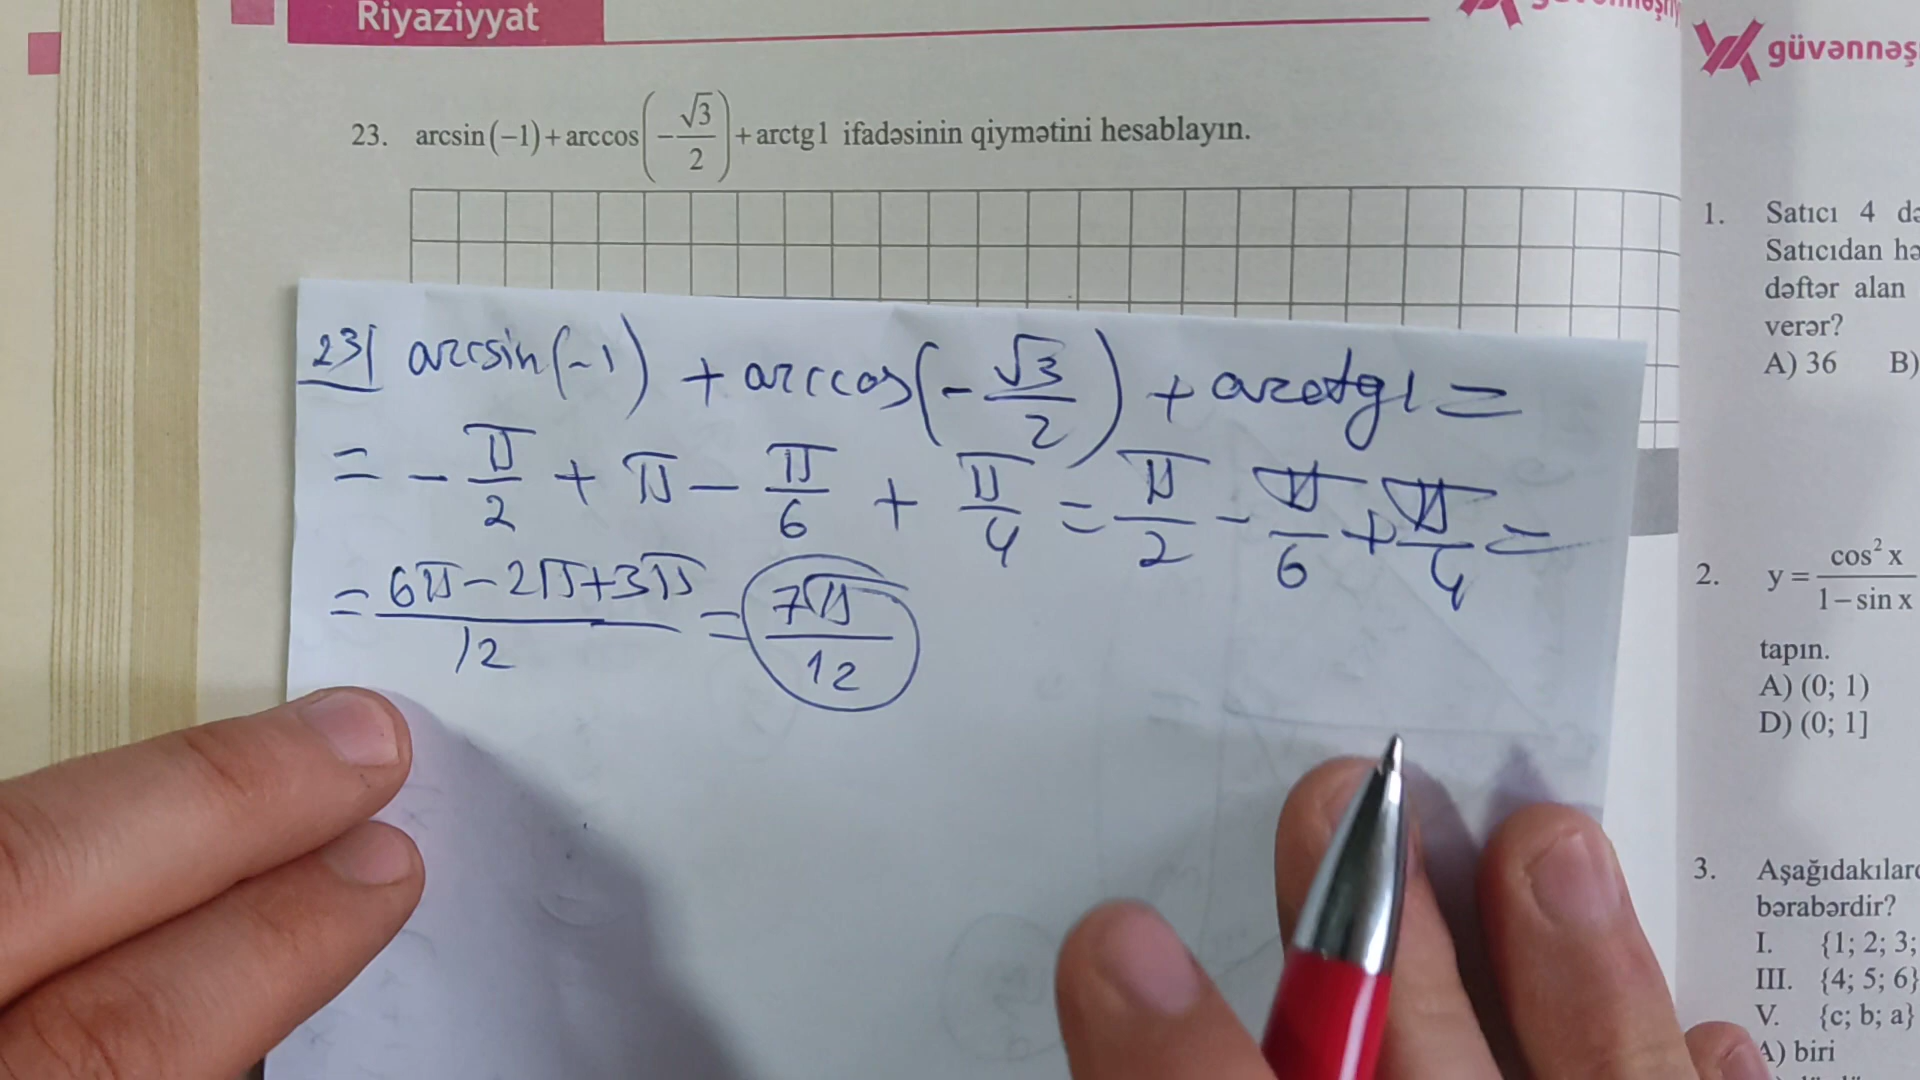 Riyaziyyat
güvənnəş
23. arcsin(−1)+arccos(−√3/2)+arctg1 ifadəsinin qiymətini hesablayın.
23) arcsin(-1) + arccos(-√3/2) + arctg1 =
= - π/2 + π - π/6 + π/4 = π/2 - π/6 + π/4 =
= (6π-2π+3π)/12 = 7π/12
1. Satıcı 4 də
Satıcıdan hə
dəftər alan
verər?
A) 36 B)
2. y = cos²x/(1−sin x)
tapın.
A) (0; 1)
D) (0; 1]
3. Aşağıdakılarda
bərabərdir?
I. {1; 2; 3;
III. {4; 5; 6}
V. {c; b; a}
A) biri